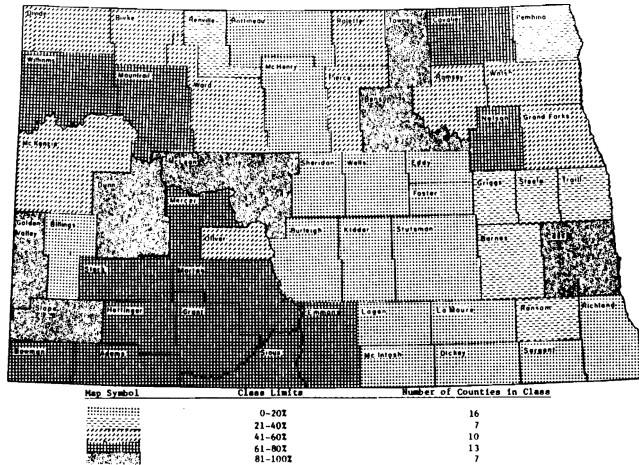 Divide Burke Renville Bottineau Rolette Towner Cavalier Pembina
Williams Mountrail Ward McHenry Pierce Benson Ramsey Walsh
McKenzie Nelson Grand Forks
Dunn McLean Sheridan Wells Eddy
Foster Griggs Steele Traill
Mercer
Golden Valley Billings Oliver Burleigh Kidder Stutsman Barnes Cass
Stark Morton
Slope Hettinger Grant Emmons Logan La Moure Ransom Richland
Bowman Adams Sioux McIntosh Dickey Sargent
Map Symbol Class Limits Number of Counties in Class
0-20% 16
21-40% 7
41-60% 10
61-80% 13
81-100% 7